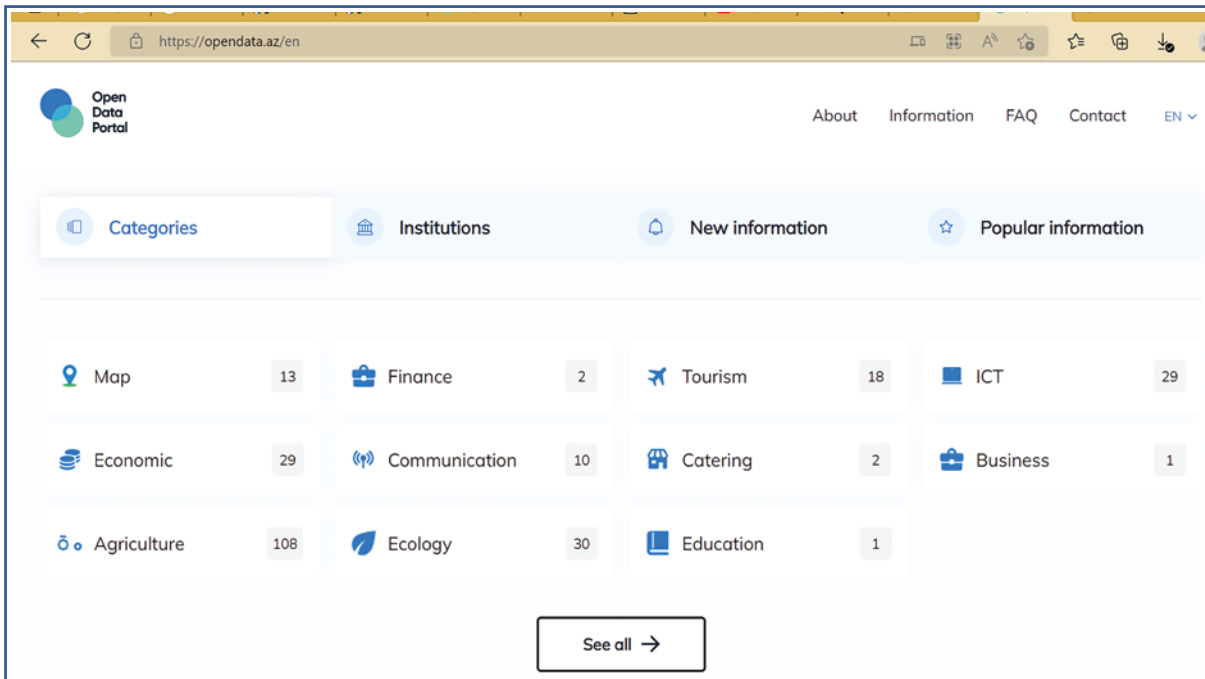 https://opendata.az/en
Open
Data
Portal
About Information FAQ Contact EN
Categories Institutions New information Popular information
Map 13 Finance 2 Tourism 18 ICT 29
Economic 29 Communication 10 Catering 2 Business 1
Agriculture 108 Ecology 30 Education 1
See all →